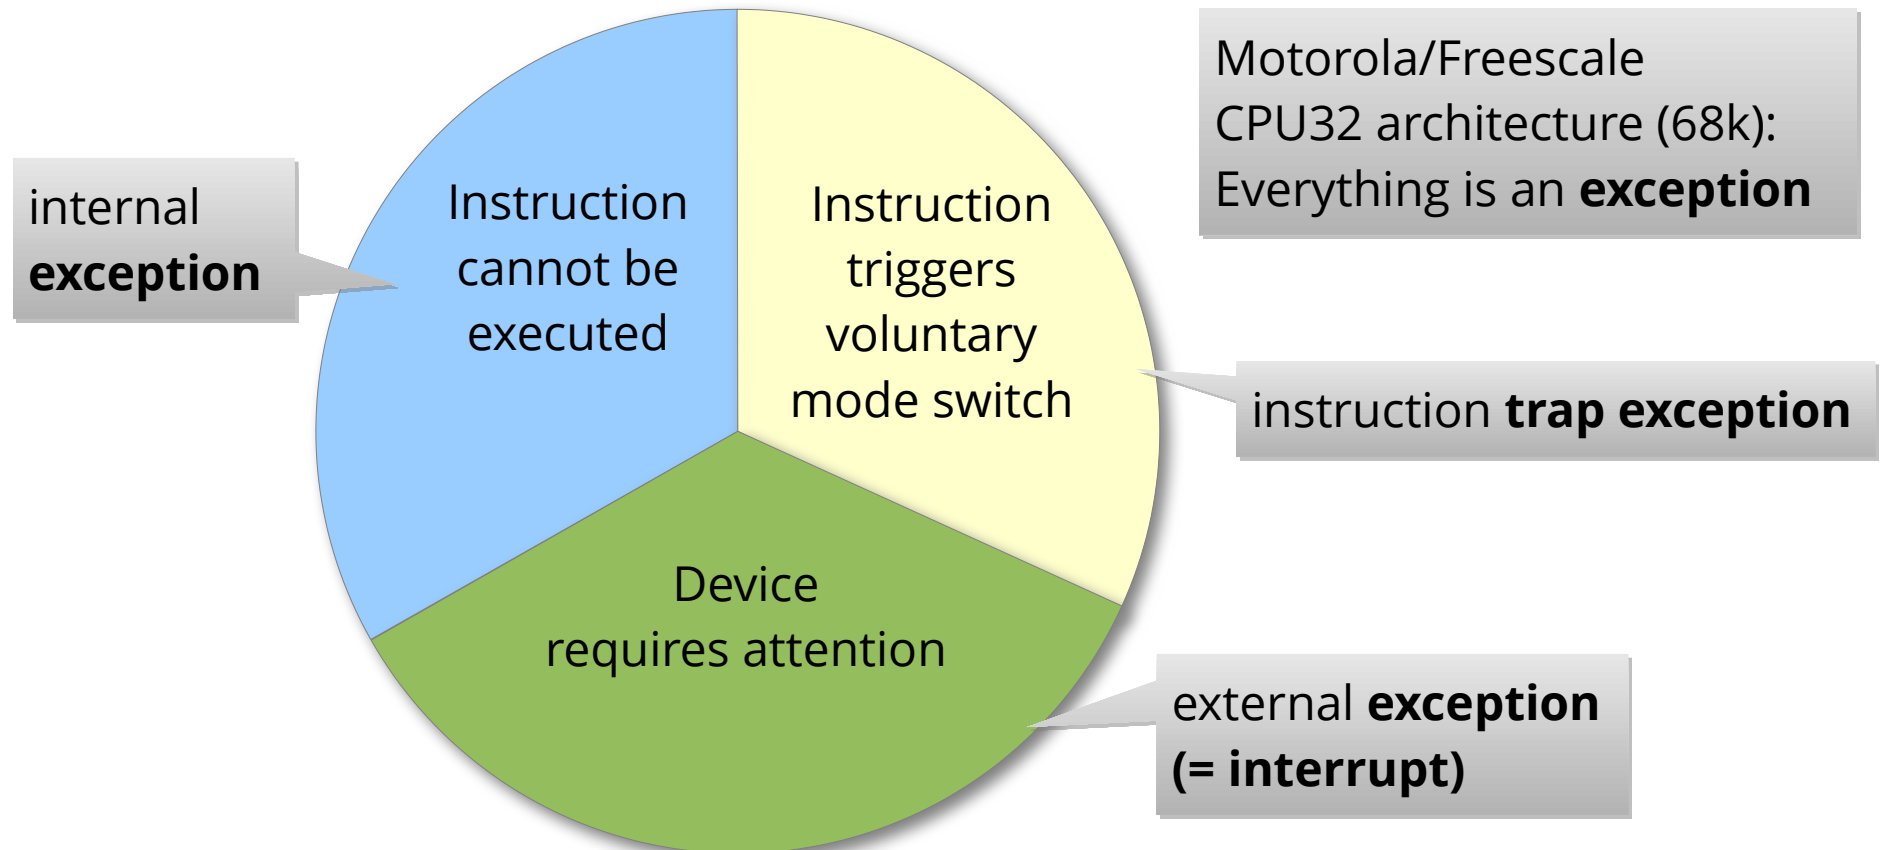 Motorola/Freescale
CPU32 architecture (68k):
Everything is an exception
internal
exception
Instruction
cannot be
executed
Instruction
triggers
voluntary
mode switch
instruction trap exception
Device
requires attention
external exception
(= interrupt)